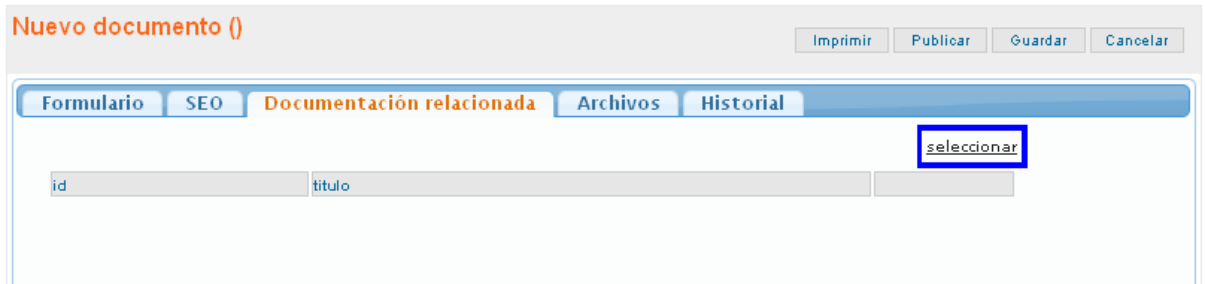 Nuevo documento ()
Imprimir Publicar Guardar Cancelar
Formulario SEO Documentación relacionada Archivos Historial
seleccionar
id titulo